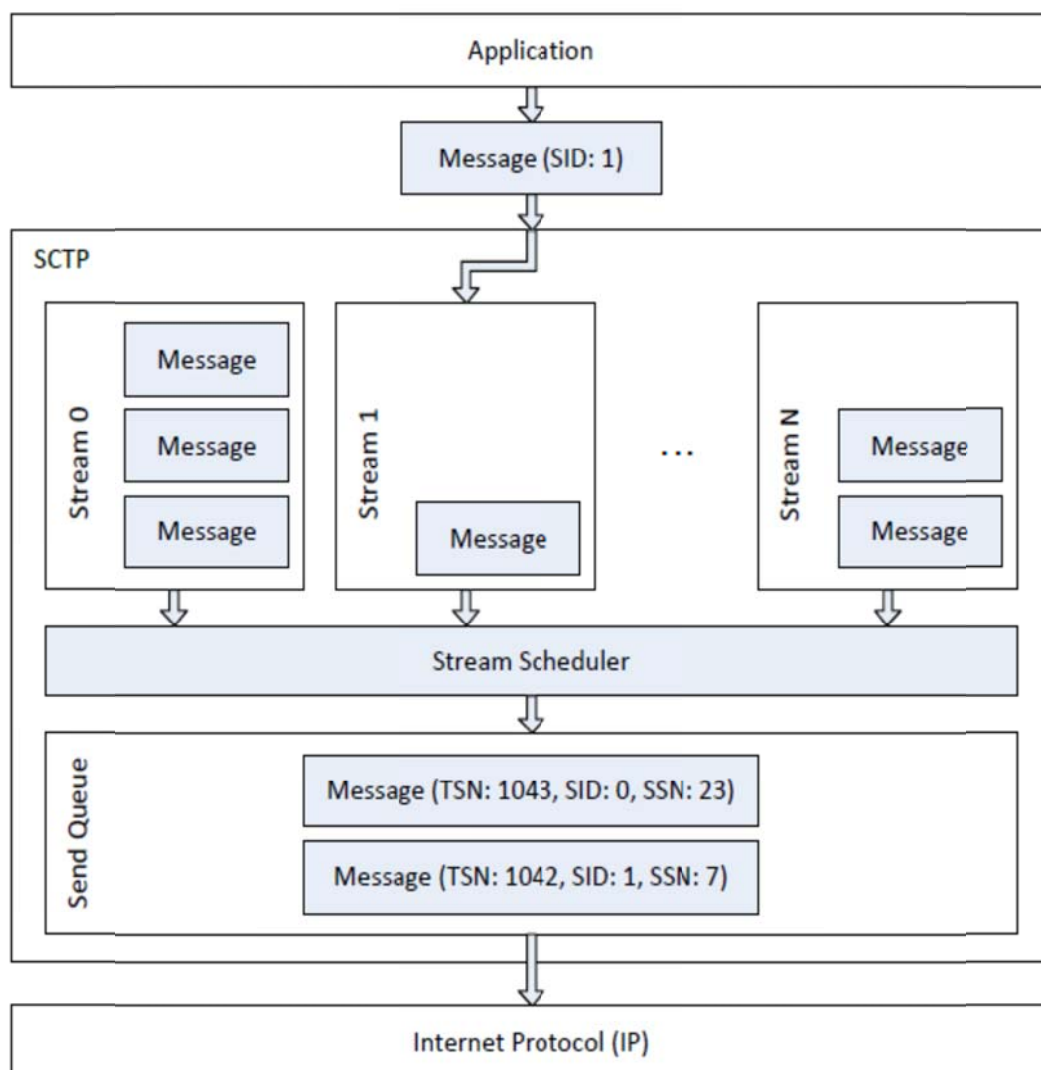 Application
Message (SID: 1)
SCTP
Stream 0
Message
Message
Message
Stream 1
Message
...
Stream N
Message
Message
Stream Scheduler
Send Queue
Message (TSN: 1043, SID: 0, SSN: 23)
Message (TSN: 1042, SID: 1, SSN: 7)
Internet Protocol (IP)